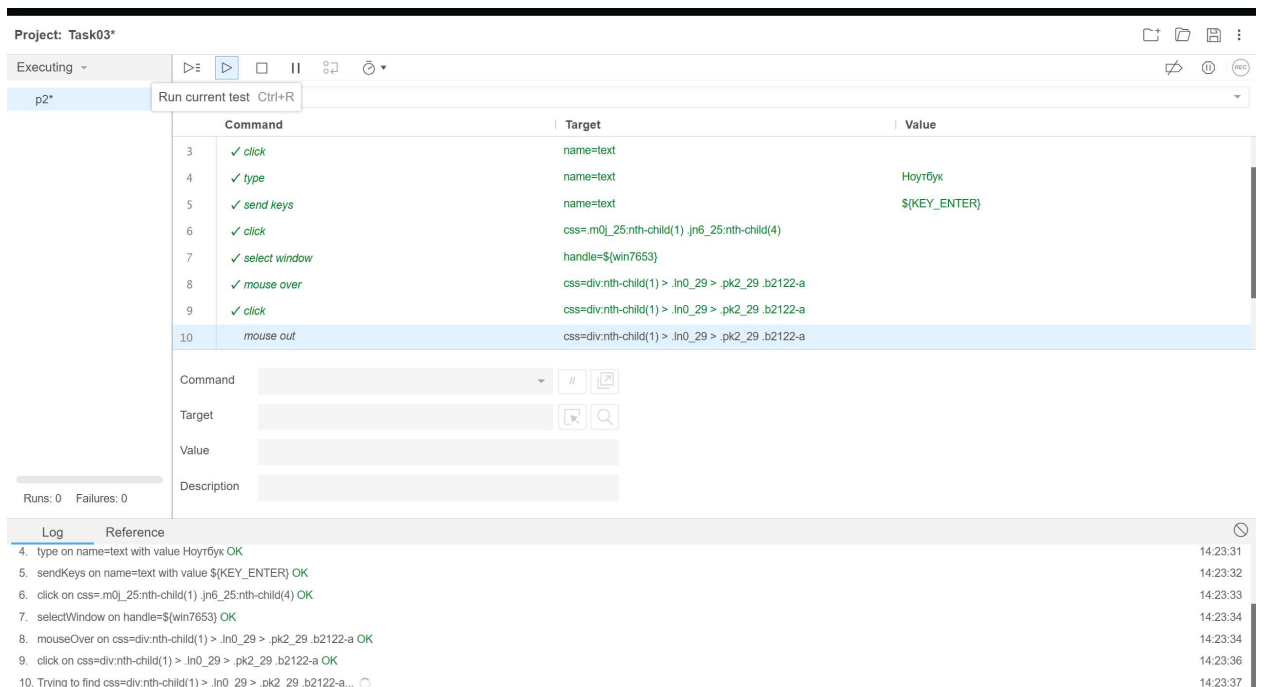 Project: Task03*
Executing
p2*
Run current test Ctrl+R
Command Target Value
3 ✓ click name=text
4 ✓ type name=text Ноутбук
5 ✓ send keys name=text ${KEY_ENTER}
6 ✓ click css=.m0j_25:nth-child(1) .jn6_25:nth-child(4)
7 ✓ select window handle=${win7653}
8 ✓ mouse over css=div:nth-child(1) > .ln0_29 > .pk2_29 .b2122-a
9 ✓ click css=div:nth-child(1) > .ln0_29 > .pk2_29 .b2122-a
10 mouse out css=div:nth-child(1) > .ln0_29 > .pk2_29 .b2122-a
Command //
Target
Value
Description
Runs: 0 Failures: 0
REC
Log Reference
4. type on name=text with value Ноутбук OK 14:23:31
5. sendKeys on name=text with value ${KEY_ENTER} OK 14:23:32
6. click on css=.m0j_25:nth-child(1) .jn6_25:nth-child(4) OK 14:23:33
7. selectWindow on handle=${win7653} OK 14:23:34
8. mouseOver on css=div:nth-child(1) > .ln0_29 > .pk2_29 .b2122-a OK 14:23:34
9. click on css=div:nth-child(1) > .ln0_29 > .pk2_29 .b2122-a OK 14:23:36
10. Trying to find css=div:nth-child(1) > .ln0_29 > .pk2_29 .b2122-a... 14:23:37